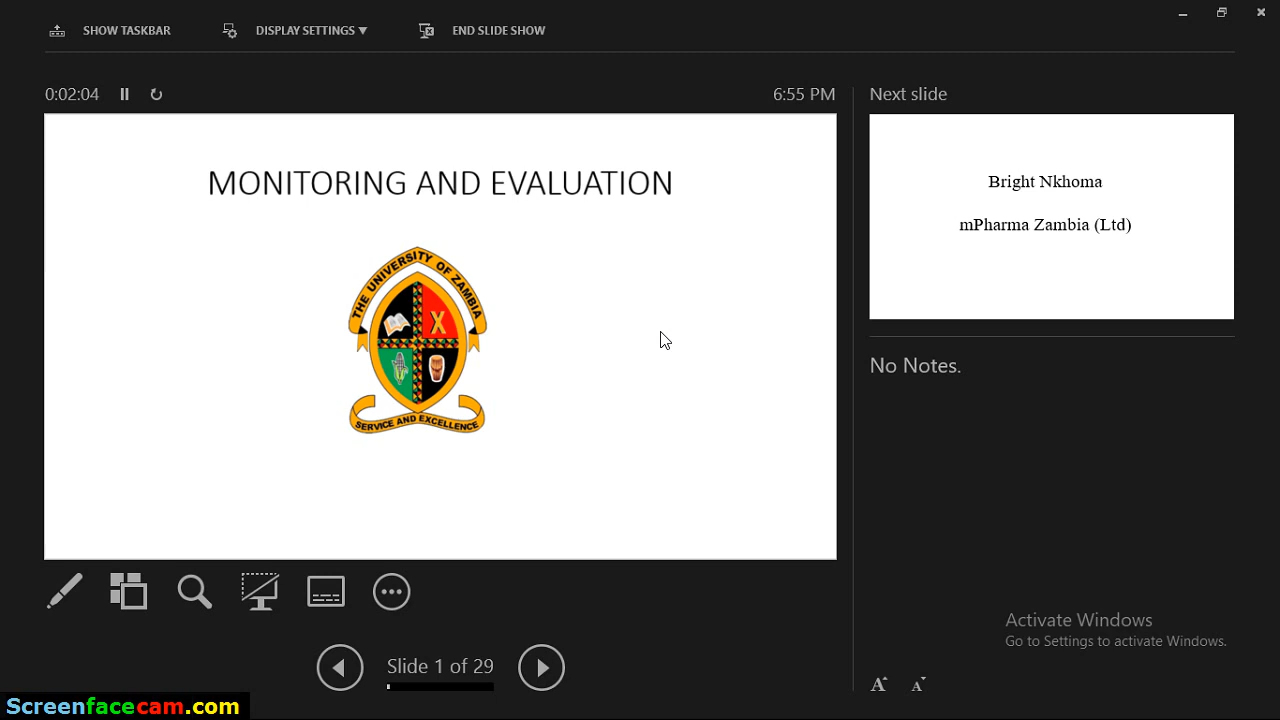 SHOW TASKBAR
DISPLAY SETTINGS ▼
END SLIDE SHOW
0:02:04
6:55 PM
Next slide
MONITORING AND EVALUATION
THE UNIVERSITY OF ZAMBIA
SERVICE AND EXCELLENCE
Bright Nkhoma
mPharma Zambia (Ltd)
No Notes.
Activate Windows
Go to Settings to activate Windows.
Slide 1 of 29
A A
Screenfacecam.com